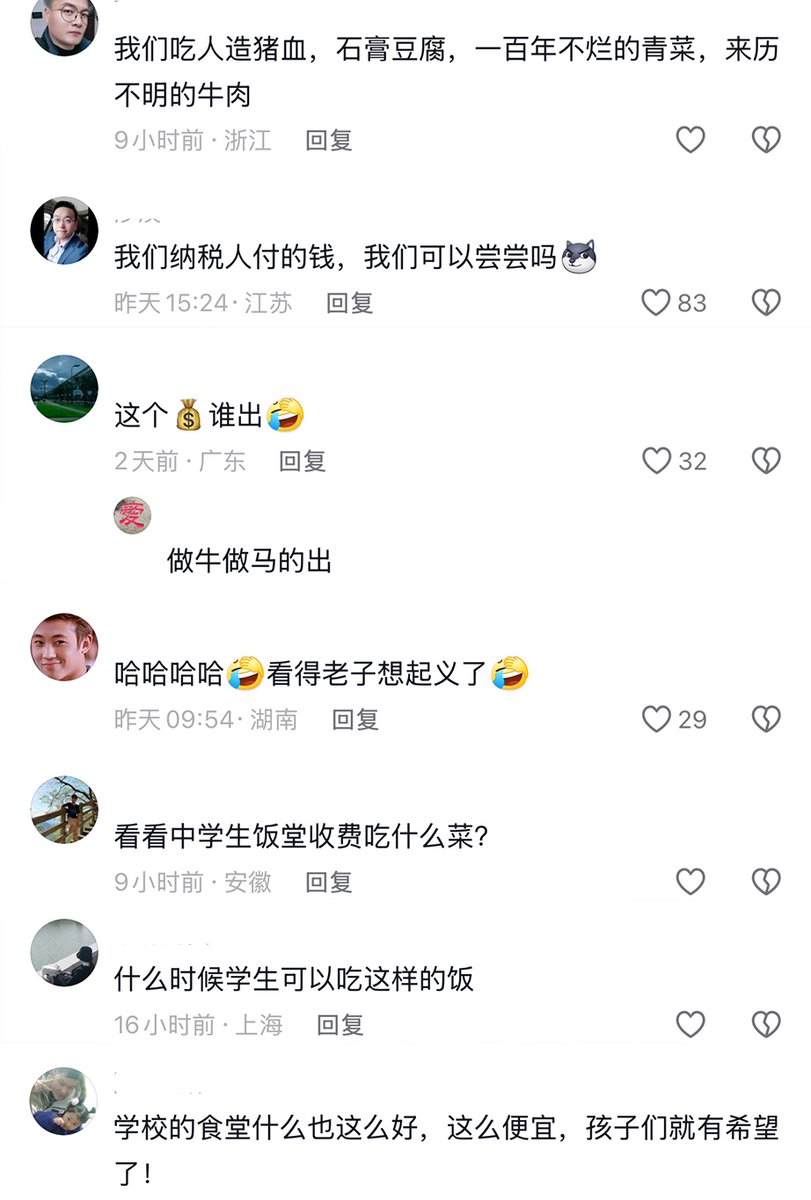 我们吃人造猪血，石膏豆腐，一百年不烂的青菜，来历
不明的牛肉
9小时前·浙江 回复
我们纳税人付的钱，我们可以尝尝吗
昨天15:24·江苏 回复 83
这个💰谁出🤣
2天前·广东 回复 32
爱
做牛做马的出
哈哈哈哈🤣看得老子想起义了🤣
昨天09:54·湖南 回复 29
看看中学生饭堂收费吃什么菜？
9小时前·安徽 回复
什么时候学生可以吃这样的饭
16小时前·上海 回复
学校的食堂什么也这么好，这么便宜，孩子们就有希望
了！